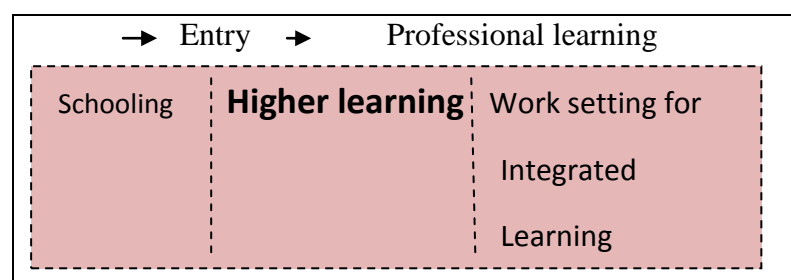 → Entry → Professional learning
Schooling Higher learning Work setting for
Integrated
Learning